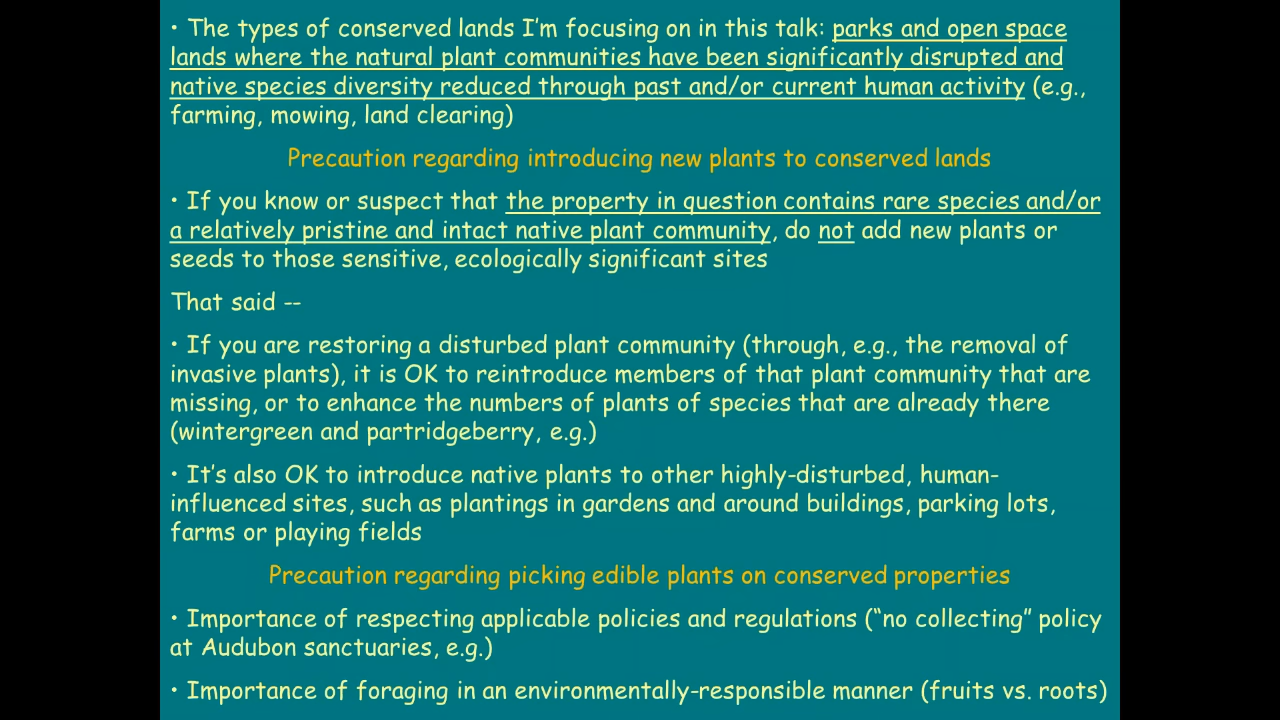 • The types of conserved lands I'm focusing on in this talk: parks and open space
lands where the natural plant communities have been significantly disrupted and
native species diversity reduced through past and/or current human activity (e.g.,
farming, mowing, land clearing)
Precaution regarding introducing new plants to conserved lands
• If you know or suspect that the property in question contains rare species and/or
a relatively pristine and intact native plant community, do not add new plants or
seeds to those sensitive, ecologically significant sites
That said --
• If you are restoring a disturbed plant community (through, e.g., the removal of
invasive plants), it is OK to reintroduce members of that plant community that are
missing, or to enhance the numbers of plants of species that are already there
(wintergreen and partridgeberry, e.g.)
• It's also OK to introduce native plants to other highly-disturbed, human-
influenced sites, such as plantings in gardens and around buildings, parking lots,
farms or playing fields
Precaution regarding picking edible plants on conserved properties
• Importance of respecting applicable policies and regulations (“no collecting” policy
at Audubon sanctuaries, e.g.)
• Importance of foraging in an environmentally-responsible manner (fruits vs. roots)